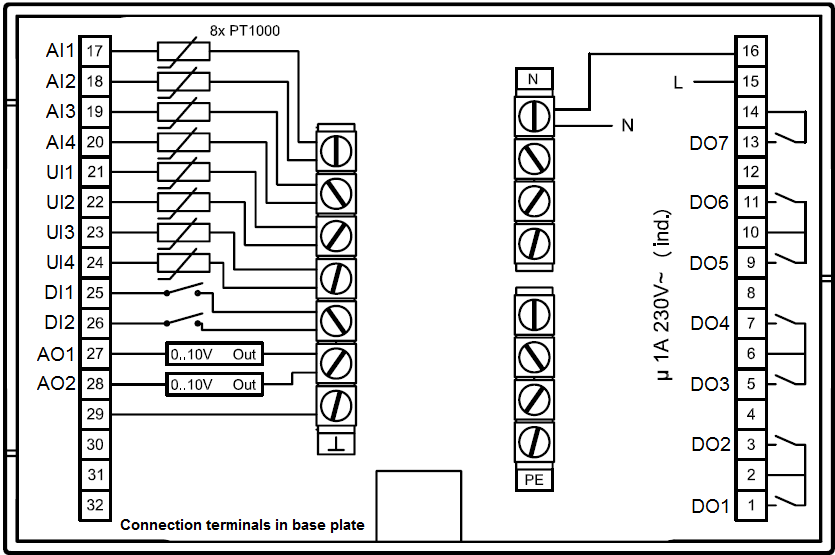 8x PT1000
AI1 17
AI2 18
AI3 19
AI4 20
UI1 21
UI2 22
UI3 23
UI4 24
DI1 25
DI2 26
AO1 27 0..10V Out
AO2 28 0..10V Out
29
30
31
32
⊥
Connection terminals in base plate
N
N
PE
µ 1A 230V~ (ind.)
16
L 15
14
DO7 13
12
DO6 11
10
DO5 9
8
DO4 7
6
DO3 5
4
DO2 3
2
DO1 1